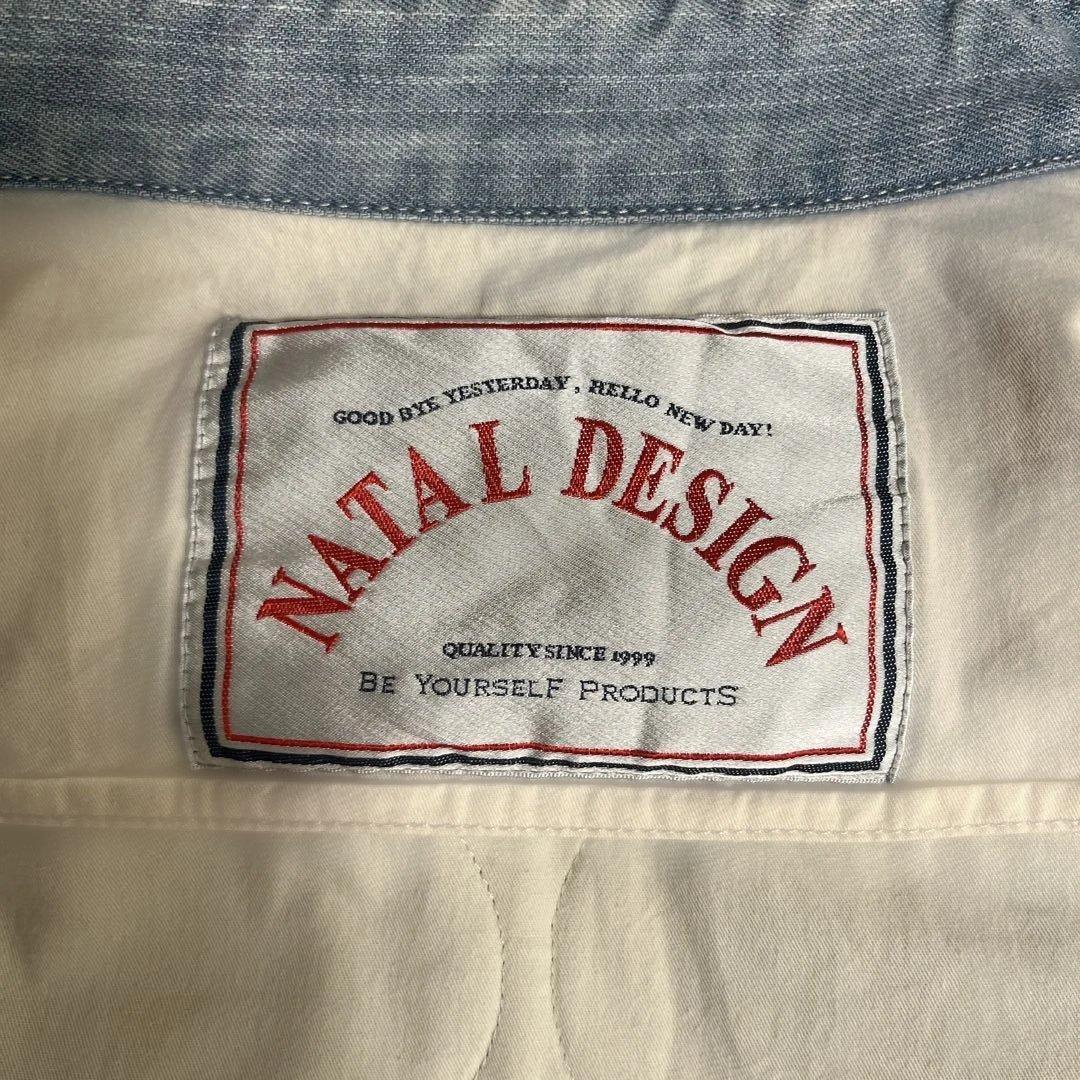 GOOD BYE YESTERDAY, HELLO NEW DAY!
NATAL DESIGN
QUALITY SINCE 1999
BE YOURSELF PRODUCTS